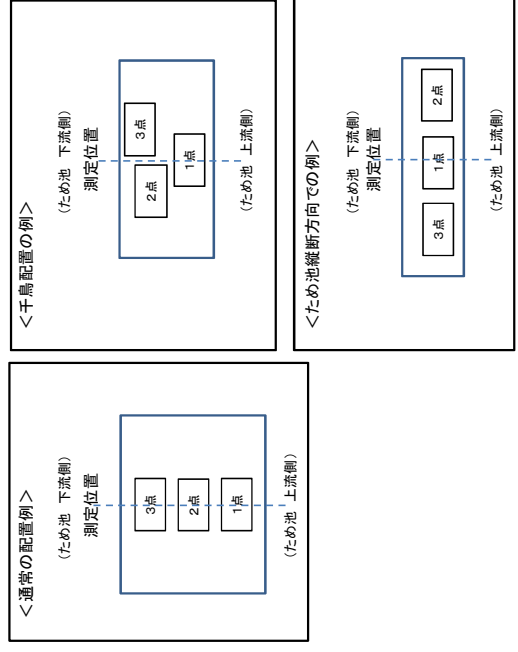 ＜通常の配置例＞
(ため池 下流側)
測定位置
3点
2点
1点
(ため池 上流側)
＜千鳥配置の例＞
(ため池 下流側)
測定位置
3点
2点
1点
(ため池 上流側)
＜ため池縦断方向での例＞
(ため池 下流側)
測定位置
3点 1点 2点
(ため池 上流側)